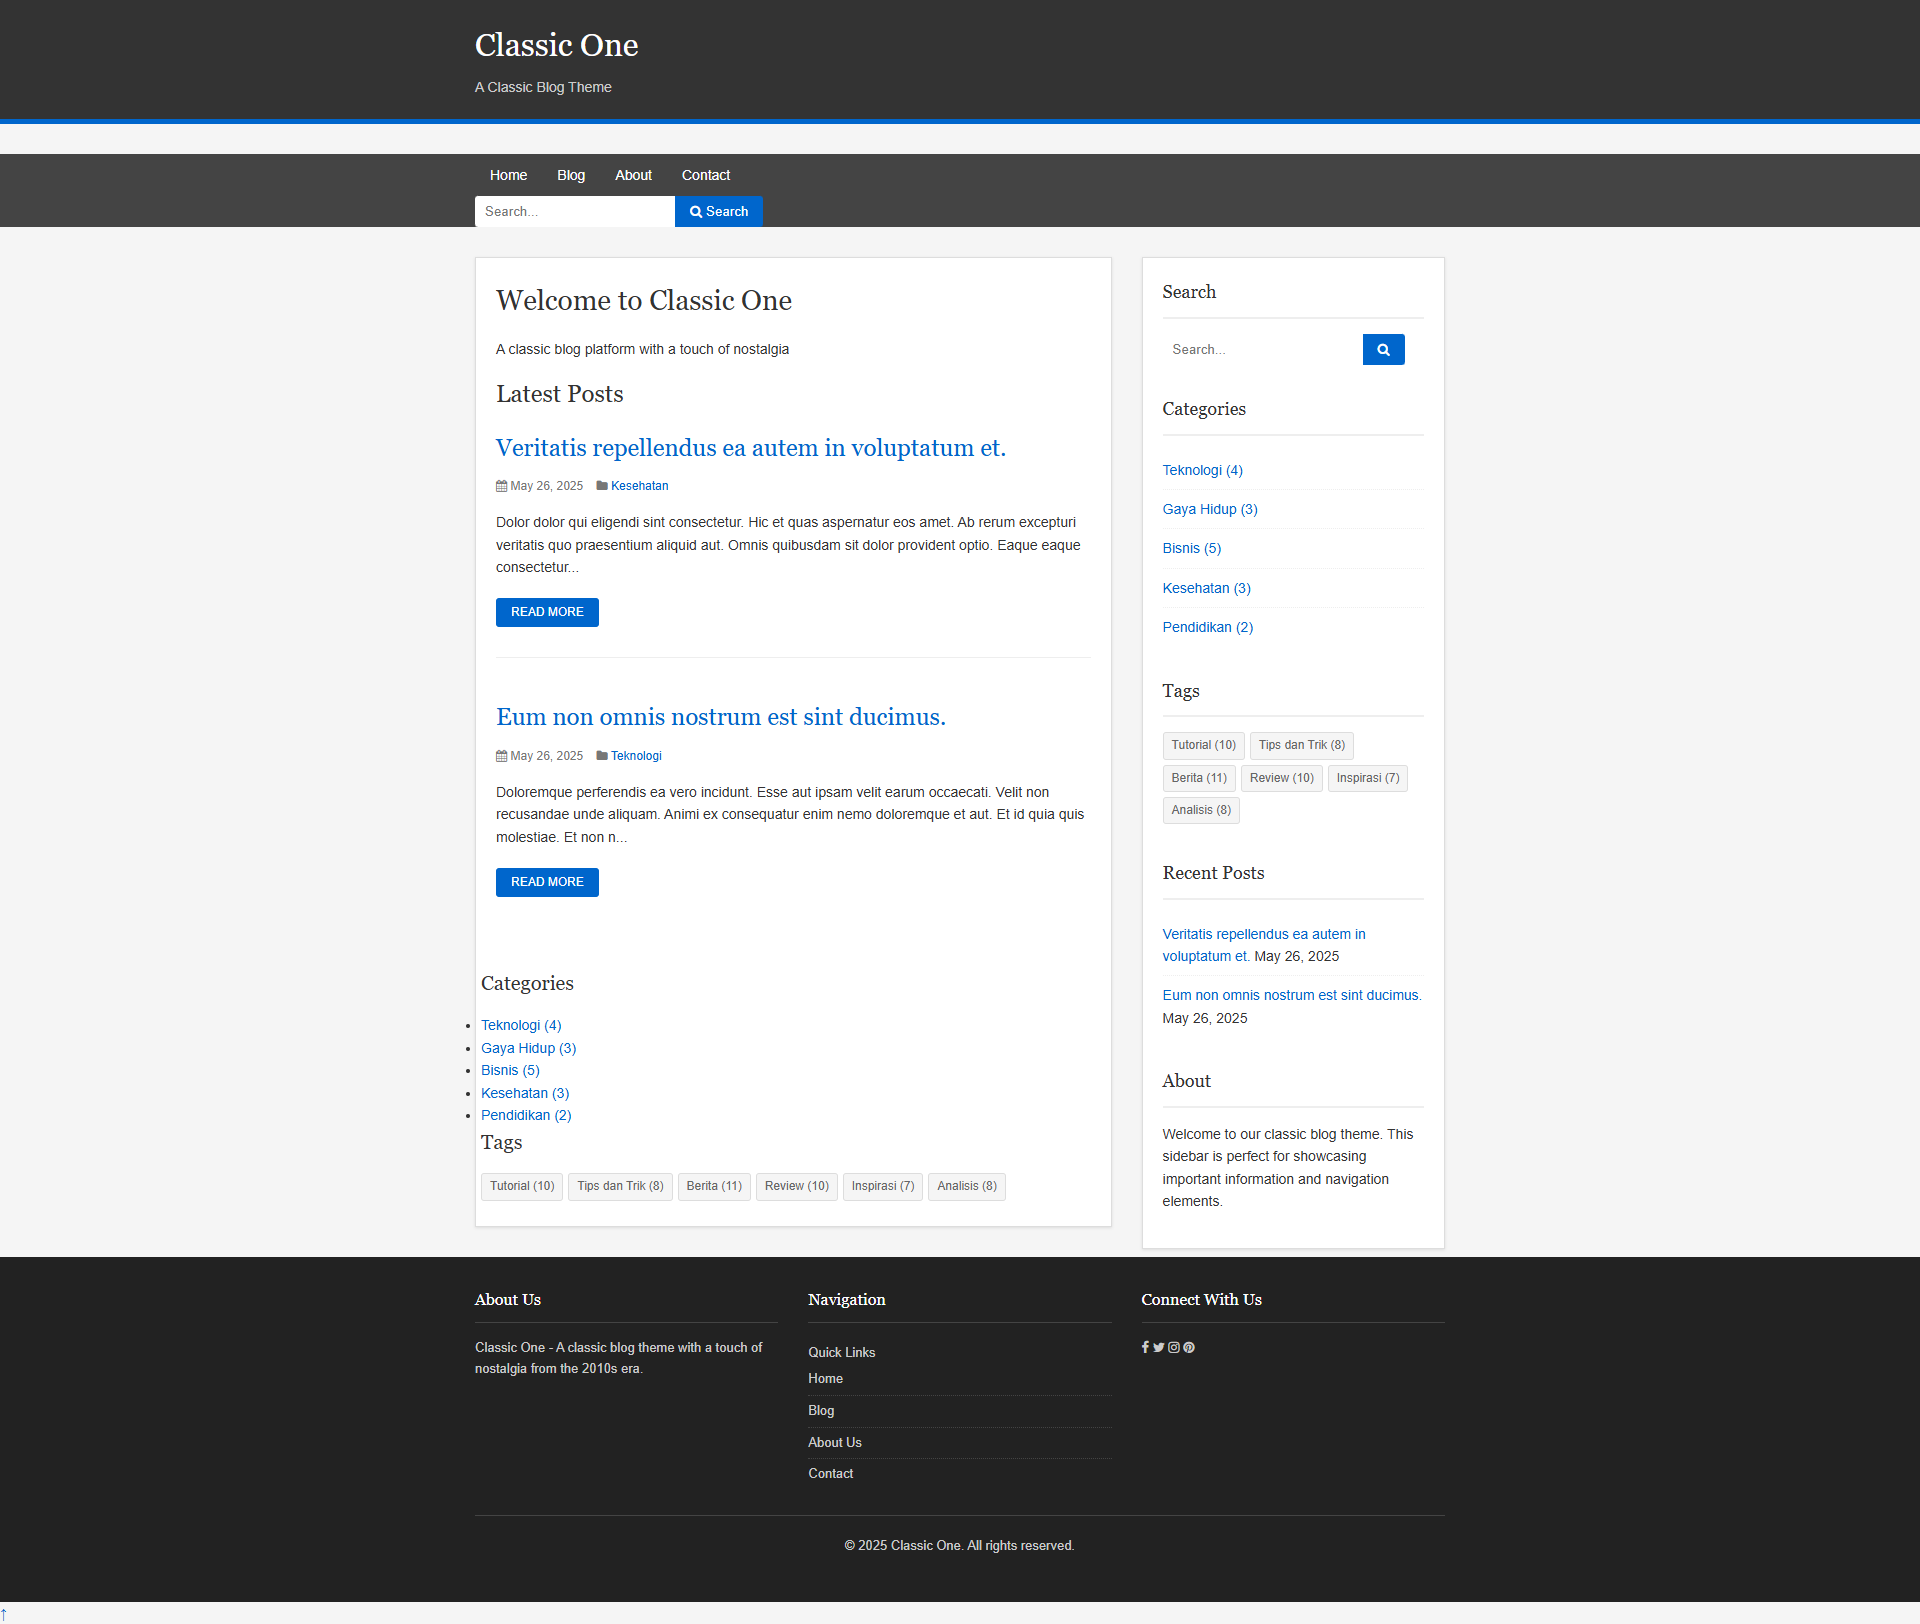 Classic One
A Classic Blog Theme
Home Blog About Contact
Search...
Search
Welcome to Classic One
A classic blog platform with a touch of nostalgia
Latest Posts
Veritatis repellendus ea autem in voluptatum et.
May 26, 2025 Kesehatan
Dolor dolor qui eligendi sint consectetur. Hic et quas aspernatur eos amet. Ab rerum excepturi
veritatis quo praesentium aliquid aut. Omnis quibusdam sit dolor provident optio. Eaque eaque
consectetur...
READ MORE
Eum non omnis nostrum est sint ducimus.
May 26, 2025 Teknologi
Doloremque perferendis ea vero incidunt. Esse aut ipsam velit earum occaecati. Velit non
recusandae unde aliquam. Animi ex consequatur enim nemo doloremque et aut. Et id quia quis
molestiae. Et non n...
READ MORE
Categories
Teknologi (4)
Gaya Hidup (3)
Bisnis (5)
Kesehatan (3)
Pendidikan (2)
Tags
Tutorial (10) Tips dan Trik (8) Berita (11) Review (10) Inspirasi (7) Analisis (8)
Search
Search...
Categories
Teknologi (4)
Gaya Hidup (3)
Bisnis (5)
Kesehatan (3)
Pendidikan (2)
Tags
Tutorial (10) Tips dan Trik (8)
Berita (11) Review (10) Inspirasi (7)
Analisis (8)
Recent Posts
Veritatis repellendus ea autem in
voluptatum et. May 26, 2025
Eum non omnis nostrum est sint ducimus.
May 26, 2025
About
Welcome to our classic blog theme. This
sidebar is perfect for showcasing
important information and navigation
elements.
About Us
Classic One - A classic blog theme with a touch of
nostalgia from the 2010s era.
Navigation
Quick Links
Home
Blog
About Us
Contact
Connect With Us
© 2025 Classic One. All rights reserved.
↑